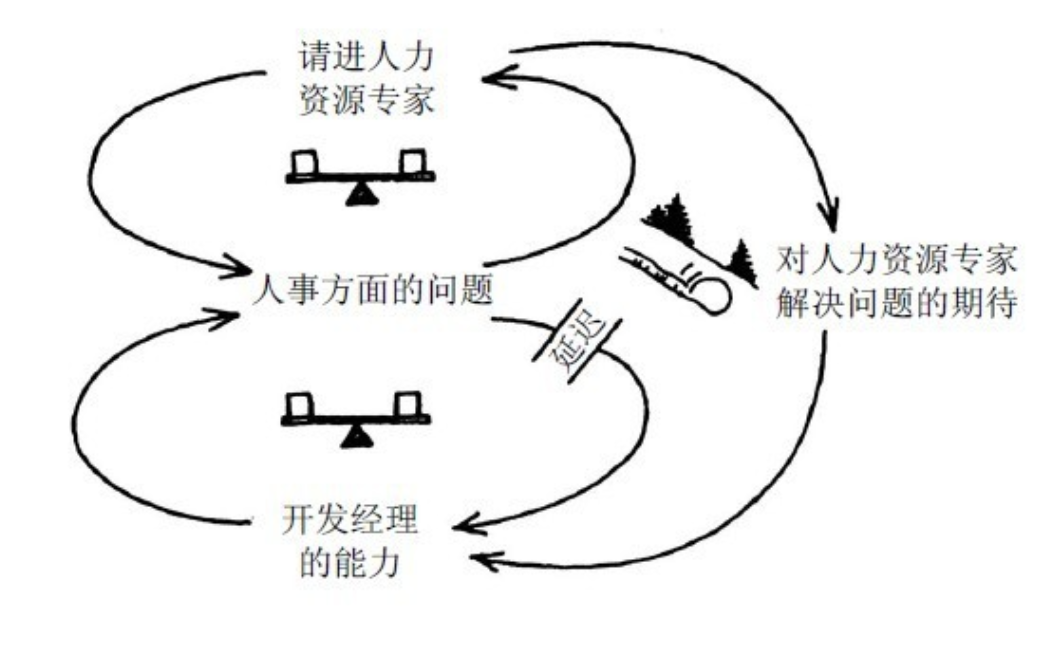 请进人力
资源专家
对人力资源专家
解决问题的期待
人事方面的问题
延迟
开发经理
的能力